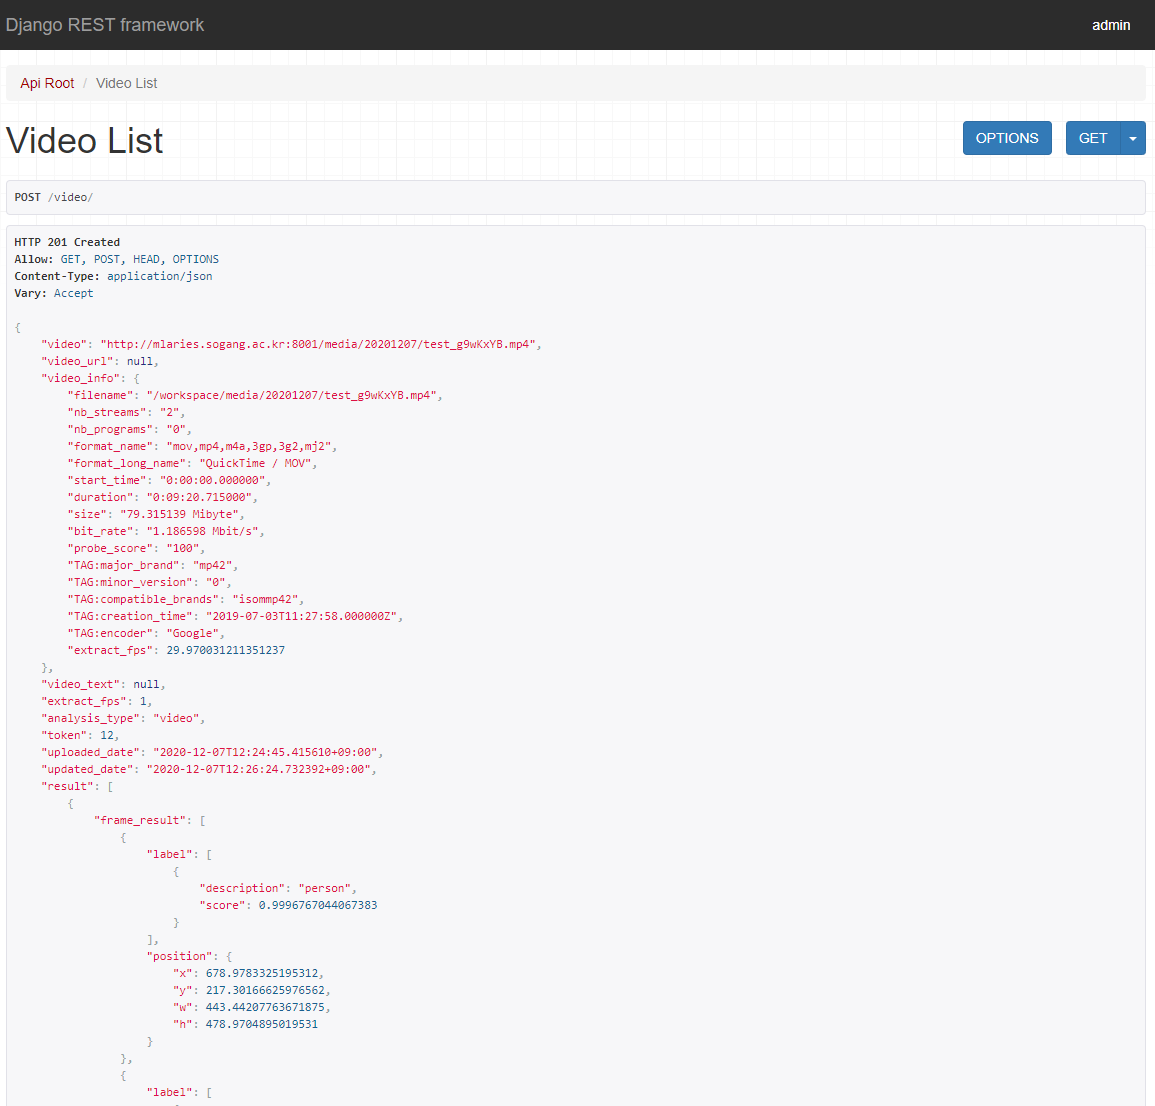 Django REST framework
admin
Api Root / Video List
Video List
OPTIONS
GET
POST /video/
HTTP 201 Created
Allow: GET, POST, HEAD, OPTIONS
Content-Type: application/json
Vary: Accept
{
"video": "http://mlaries.sogang.ac.kr:8001/media/20201207/test_g9wKxYB.mp4",
"video_url": null,
"video_info": {
"filename": "/workspace/media/20201207/test_g9wKxYB.mp4",
"nb_streams": "2",
"nb_programs": "0",
"format_name": "mov,mp4,m4a,3gp,3g2,mj2",
"format_long_name": "QuickTime / MOV",
"start_time": "0:00:00.000000",
"duration": "0:09:20.715000",
"size": "79.315139 Mibyte",
"bit_rate": "1.186598 Mbit/s",
"probe_score": "100",
"TAG:major_brand": "mp42",
"TAG:minor_version": "0",
"TAG:compatible_brands": "isommp42",
"TAG:creation_time": "2019-07-03T11:27:58.000000Z",
"TAG:encoder": "Google",
"extract_fps": 29.970031211351237
},
"video_text": null,
"extract_fps": 1,
"analysis_type": "video",
"token": 12,
"uploaded_date": "2020-12-07T12:24:45.415610+09:00",
"updated_date": "2020-12-07T12:26:24.732392+09:00",
"result": [
{
"frame_result": [
{
"label": [
{
"description": "person",
"score": 0.9996767044067383
}
],
"position": {
"x": 678.9783325195312,
"y": 217.30166625976562,
"w": 443.44207763671875,
"h": 478.9704895019531
}
},
{
"label": [